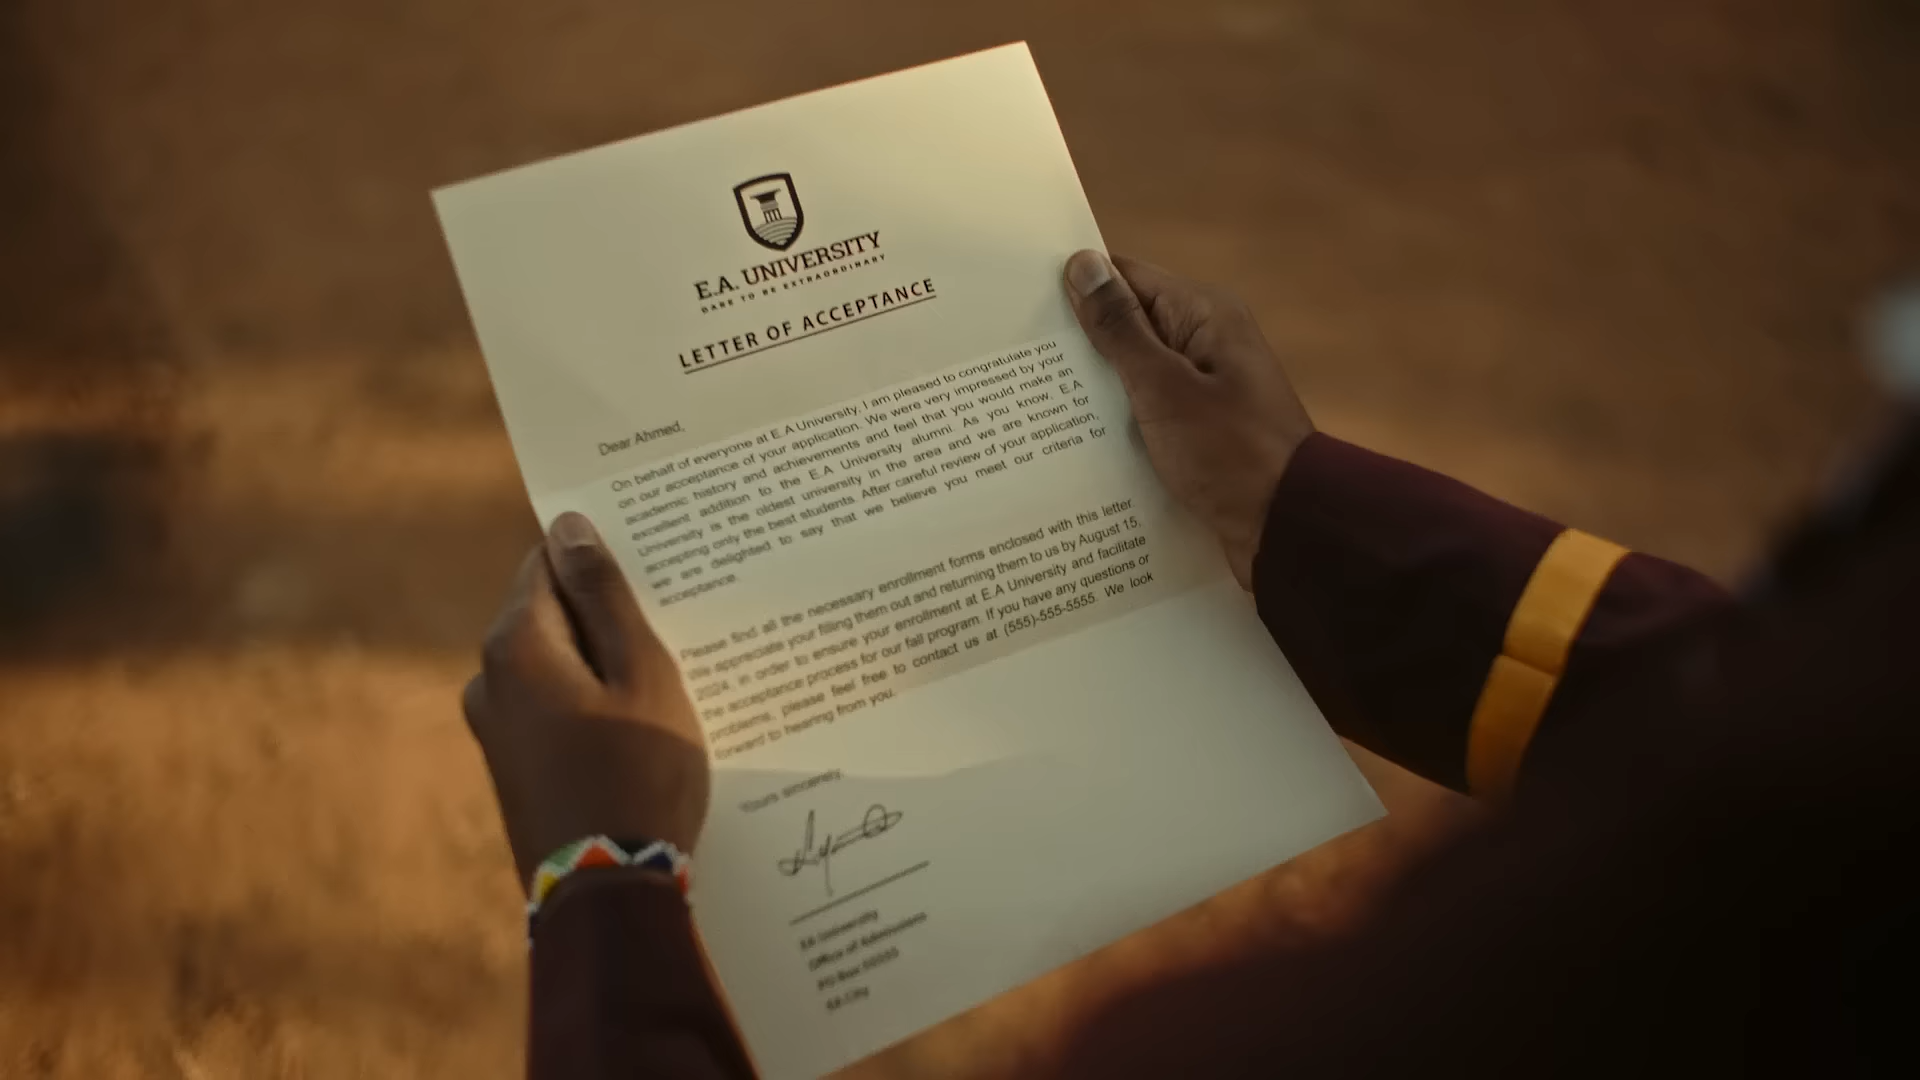 E.A. UNIVERSITY
DARE TO BE EXTRAORDINARY
LETTER OF ACCEPTANCE
Dear Ahmed,
On behalf of everyone at E.A University, I am pleased to congratulate you
on our acceptance of your application. We were very impressed by your
academic history and achievements and feel that you would make an
excellent addition to the E.A University alumni. As you know, E.A
University is the oldest university in the area and we are known for
accepting only the best students. After careful review of your application,
we are delighted to say that we believe you meet our criteria for
acceptance.
Please find all the necessary enrollment forms enclosed with this letter.
We appreciate your filling them out and returning them to us by August 15,
2024, in order to ensure your enrollment at E.A University and facilitate
the acceptance process for our fall program. If you have any questions or
problems, please feel free to contact us at (555)-555-5555. We look
forward to hearing from you.
Yours sincerely,
EA University
Office of Admissions
PO Box 55555
EA City